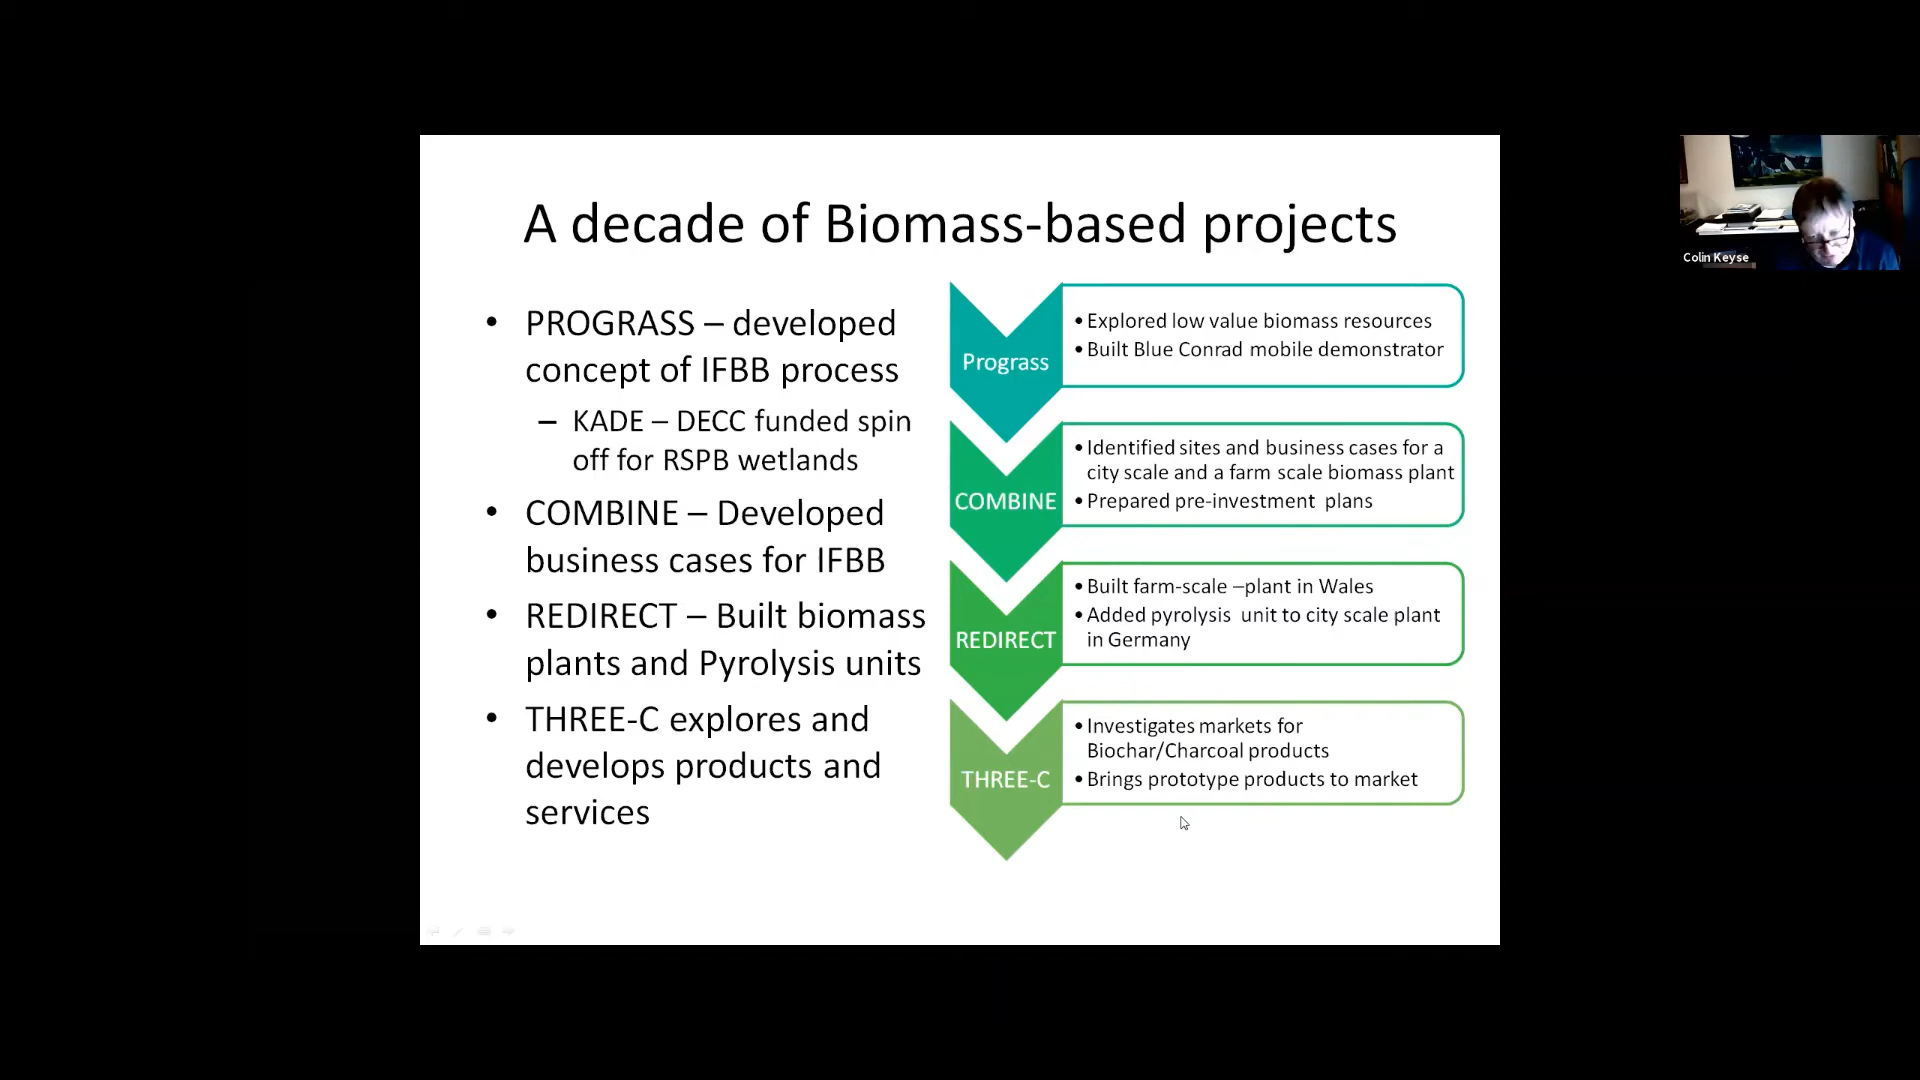 A decade of Biomass-based projects
• PROGRASS – developed
concept of IFBB process
– KADE – DECC funded spin
off for RSPB wetlands
• COMBINE – Developed
business cases for IFBB
• REDIRECT – Built biomass
plants and Pyrolysis units
• THREE-C explores and
develops products and
services
Prograss
• Explored low value biomass resources
• Built Blue Conrad mobile demonstrator
COMBINE
• Identified sites and business cases for a
city scale and a farm scale biomass plant
• Prepared pre-investment plans
REDIRECT
• Built farm-scale –plant in Wales
• Added pyrolysis unit to city scale plant
in Germany
THREE-C
• Investigates markets for
Biochar/Charcoal products
• Brings prototype products to market
Colin Keyse